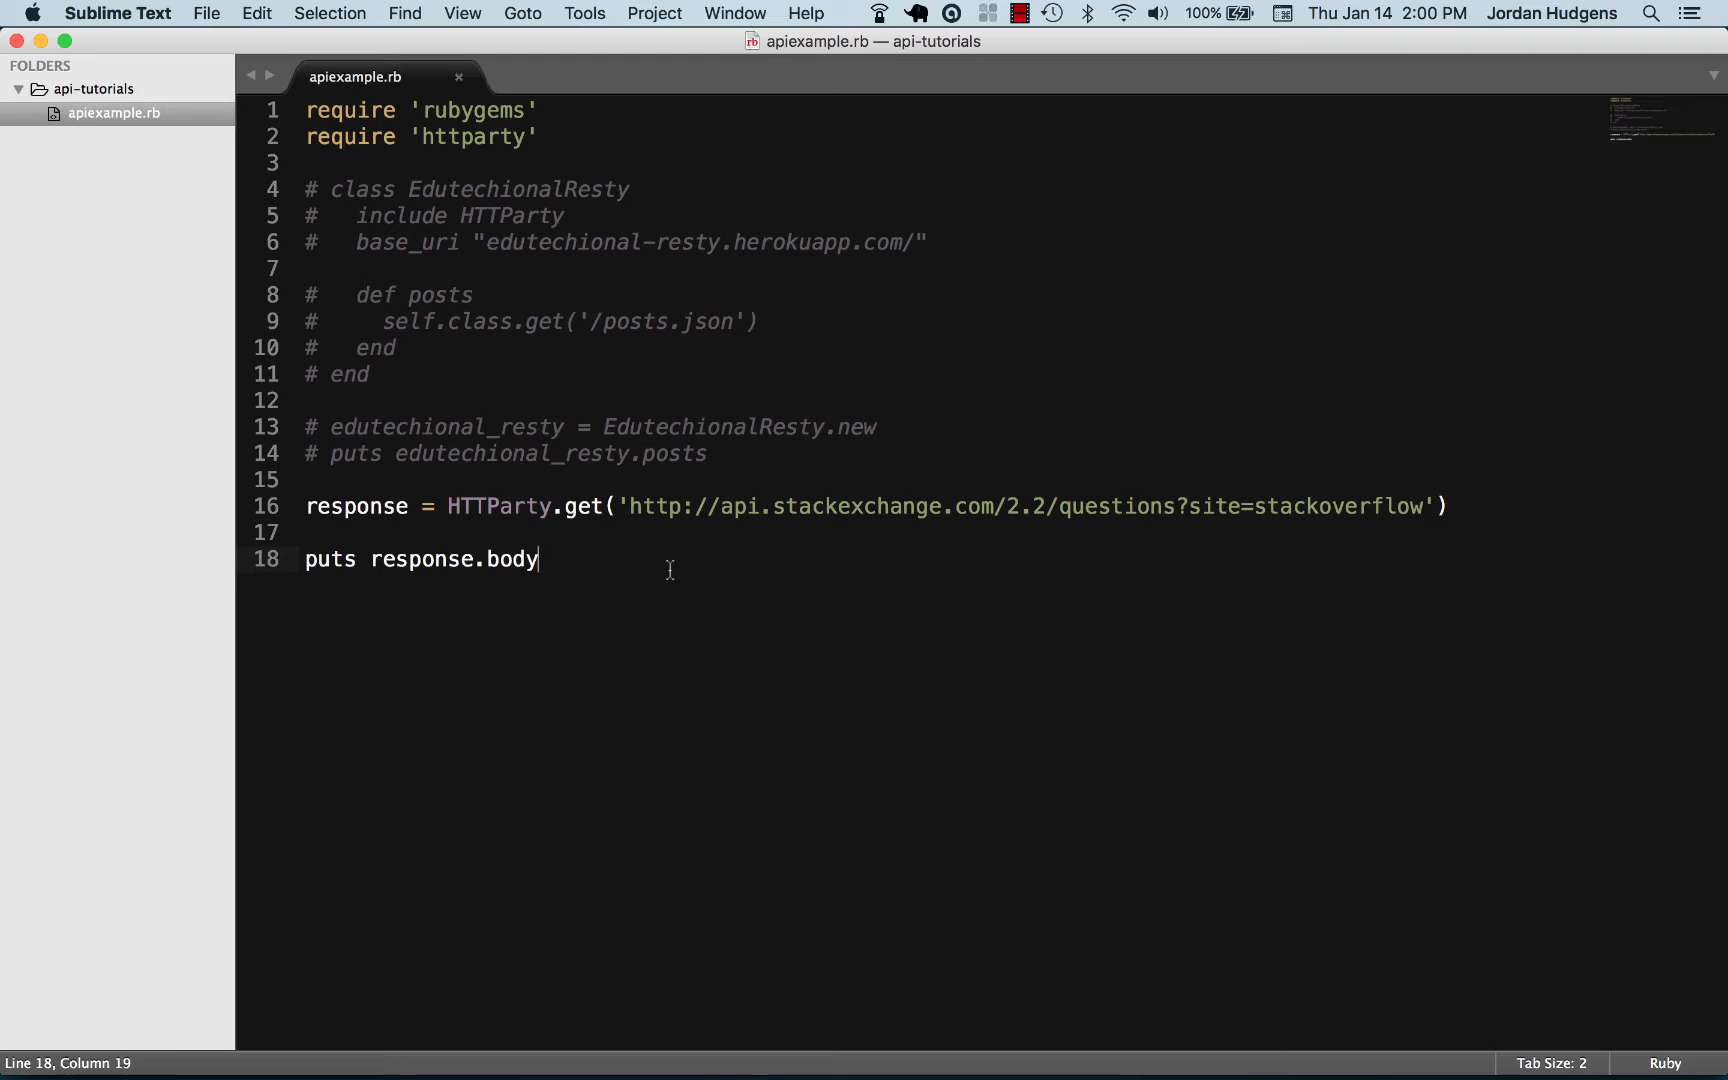 Sublime Text File Edit Selection Find View Goto Tools Project Window Help 100% Thu Jan 14 2:00 PM Jordan Hudgens
rb apiexample.rb — api-tutorials
FOLDERS
api-tutorials
apiexample.rb
apiexample.rb ×
1 require 'rubygems'
2 require 'httparty'
3
4 # class EdutechionalResty
5 #   include HTTParty
6 #   base_uri "edutechional-resty.herokuapp.com/"
7
8 #   def posts
9 #     self.class.get('/posts.json')
10 #   end
11 # end
12
13 # edutechional_resty = EdutechionalResty.new
14 # puts edutechional_resty.posts
15
16 response = HTTParty.get('http://api.stackexchange.com/2.2/questions?site=stackoverflow')
17
18 puts response.body
Line 18, Column 19 Tab Size: 2 Ruby